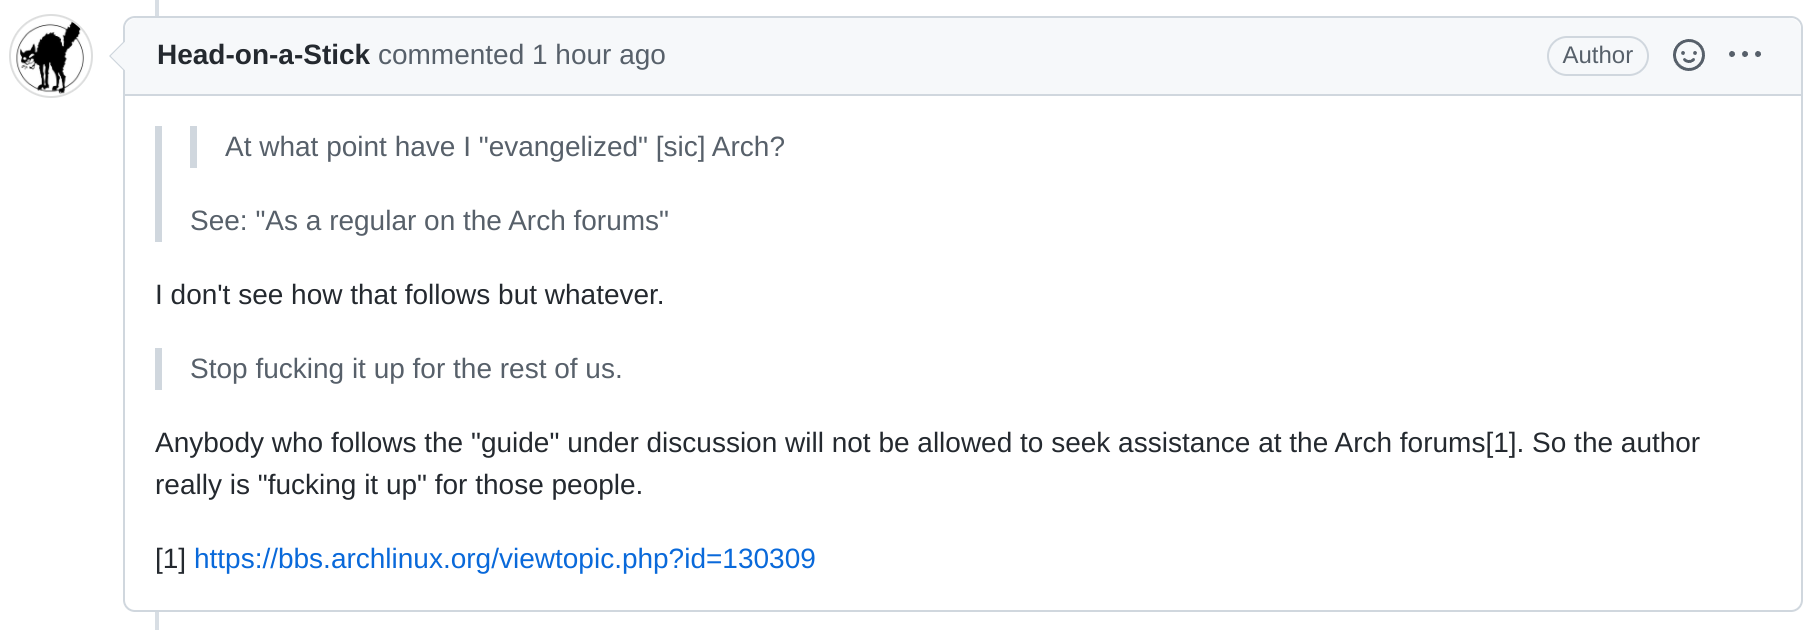 Head-on-a-Stick commented 1 hour ago
Author
At what point have I "evangelized" [sic] Arch?
See: "As a regular on the Arch forums"
I don't see how that follows but whatever.
Stop fucking it up for the rest of us.
Anybody who follows the "guide" under discussion will not be allowed to seek assistance at the Arch forums[1]. So the author
really is "fucking it up" for those people.
[1] https://bbs.archlinux.org/viewtopic.php?id=130309